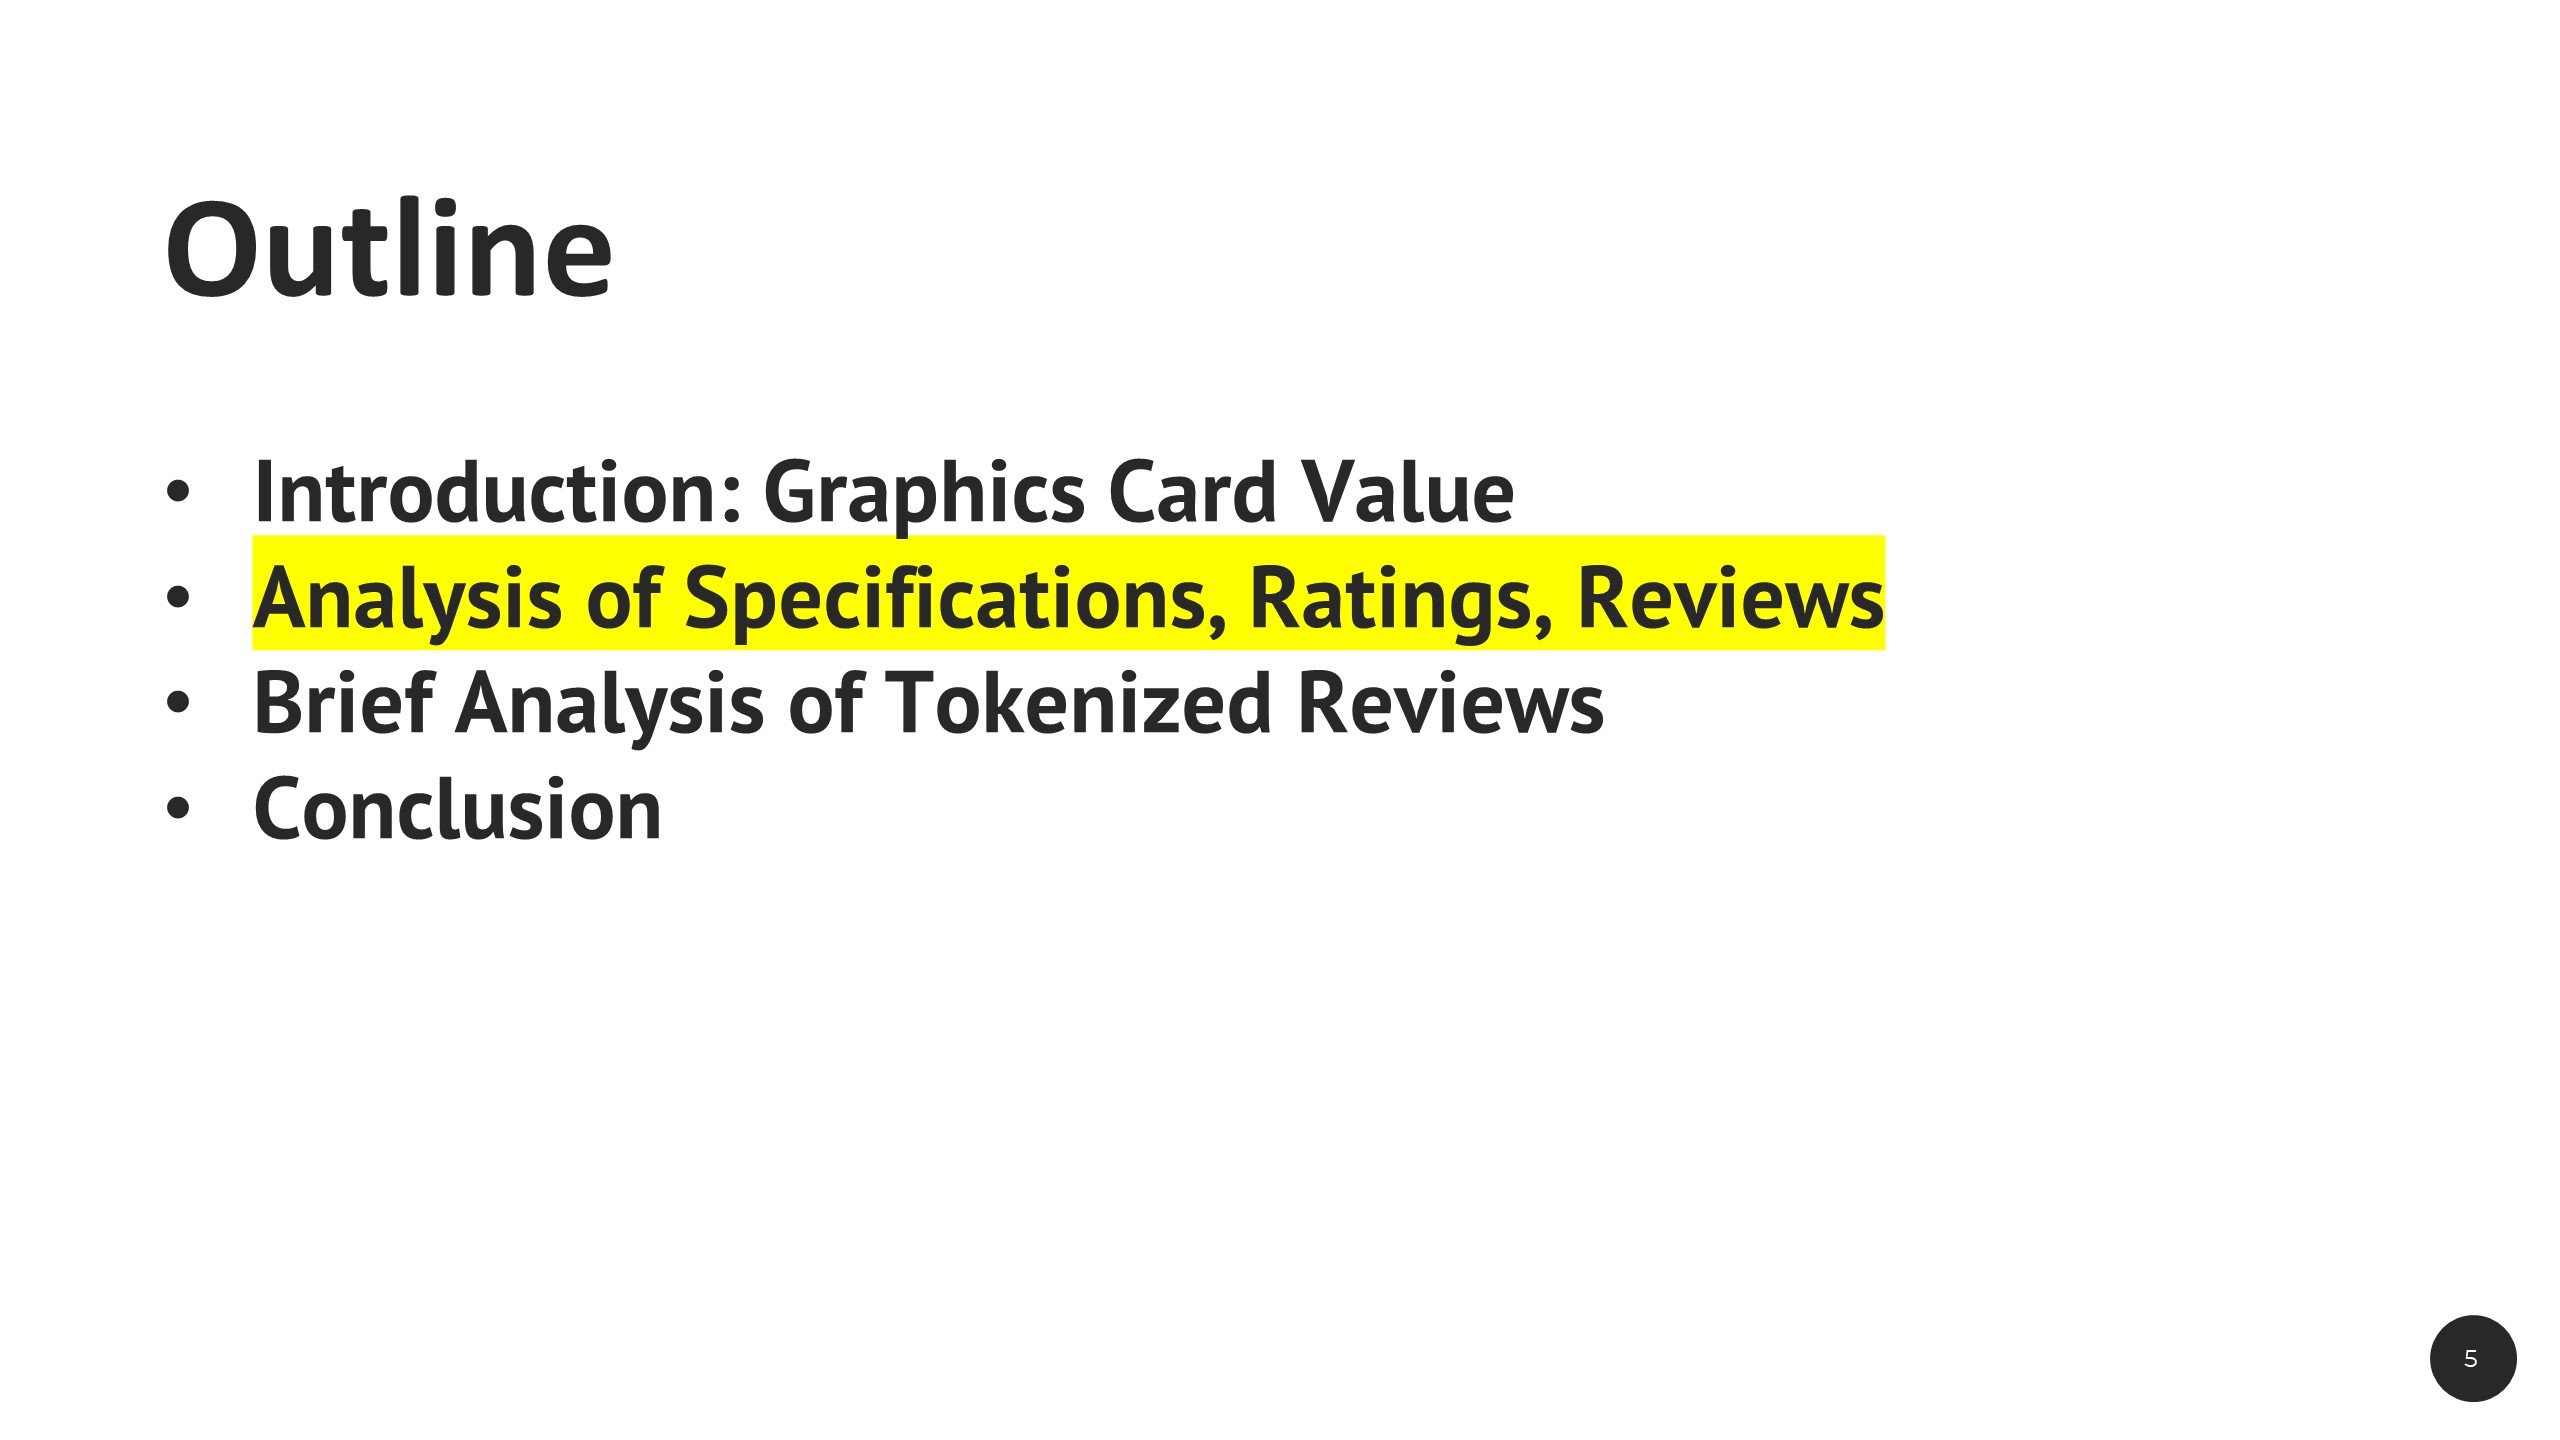 Outline
• Introduction: Graphics Card Value
• Analysis of Specifications, Ratings, Reviews
• Brief Analysis of Tokenized Reviews
• Conclusion
5